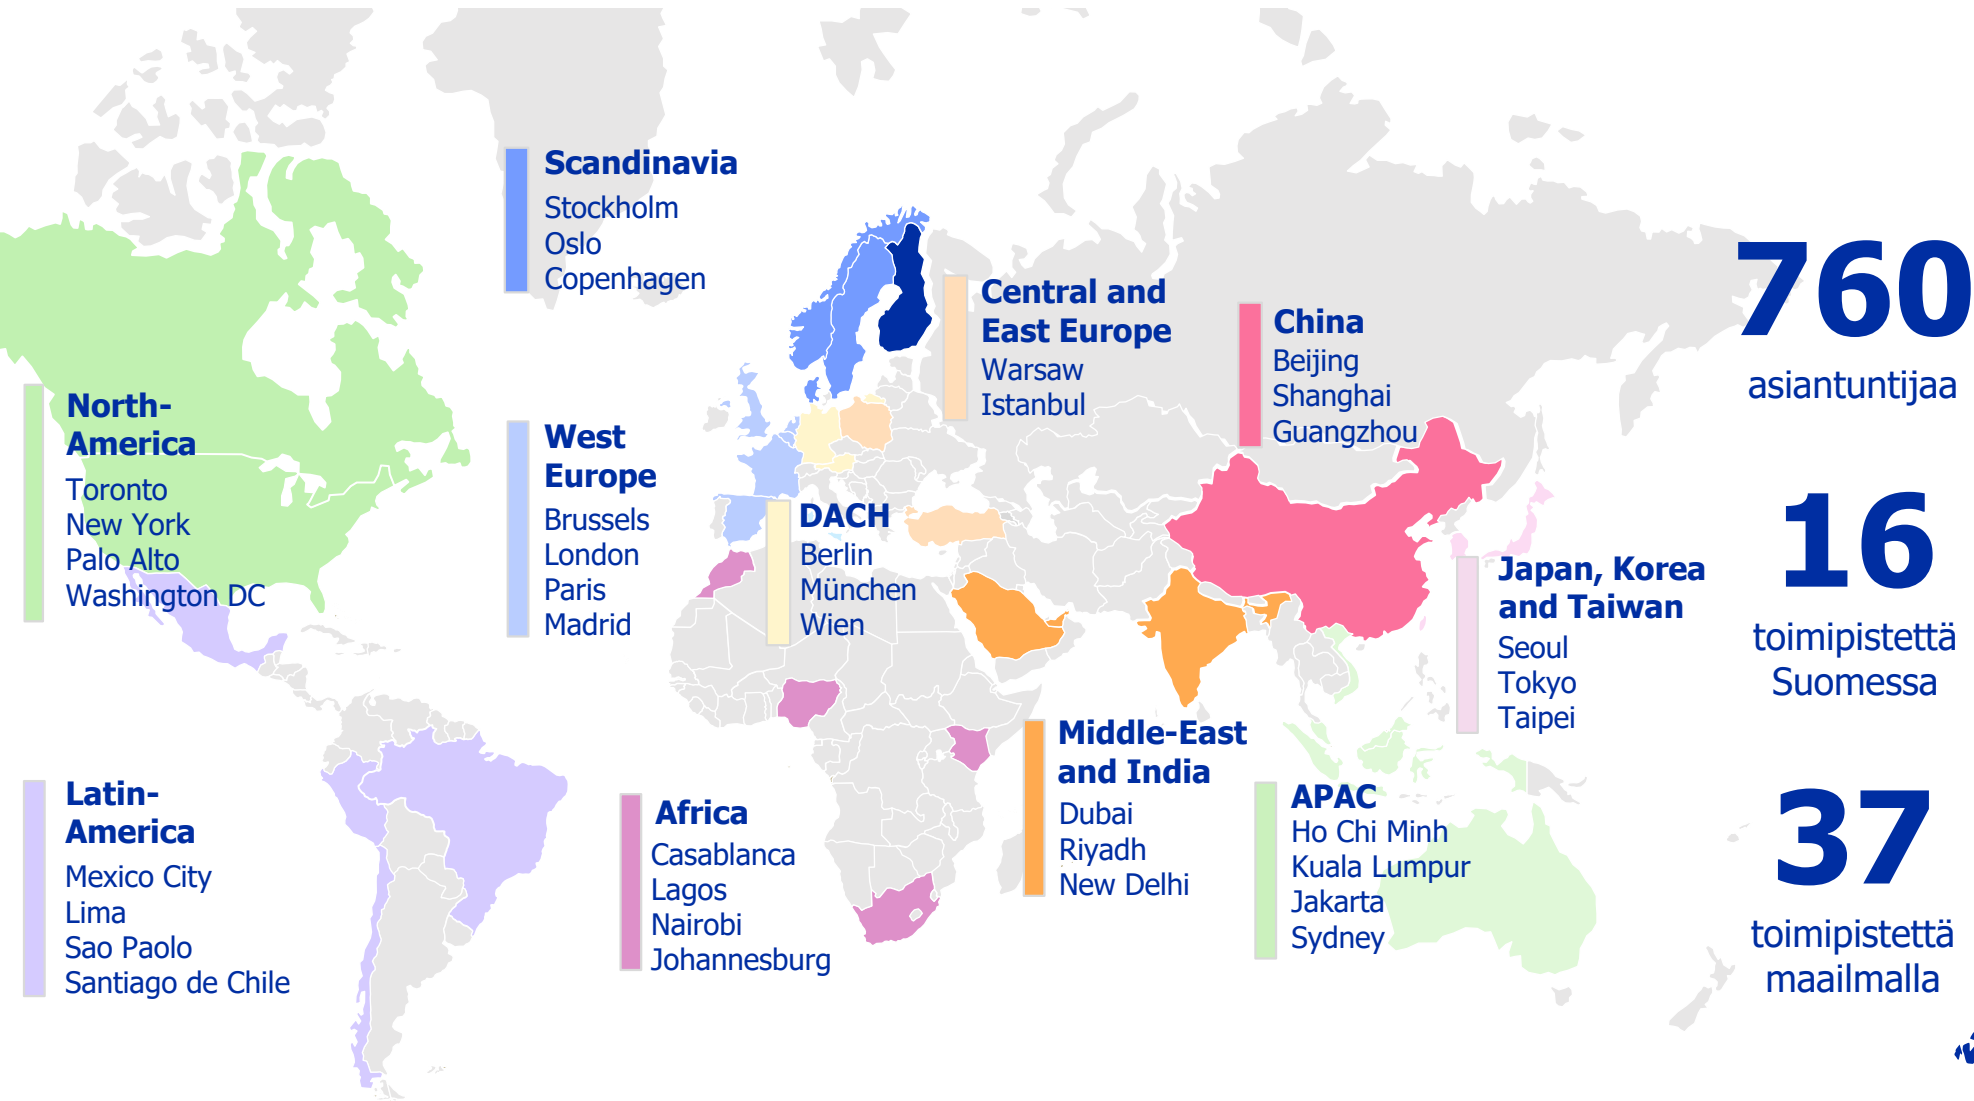 Scandinavia
Stockholm
Oslo
Copenhagen
Central and
East Europe
Warsaw
Istanbul
China
Beijing
Shanghai
Guangzhou
760
asiantuntijaa
North-
America
Toronto
New York
Palo Alto
Washington DC
West
Europe
Brussels
London
Paris
Madrid
DACH
Berlin
München
Wien
Japan, Korea
and Taiwan
Seoul
Tokyo
Taipei
16
toimipistettä
Suomessa
Latin-
America
Mexico City
Lima
Sao Paolo
Santiago de Chile
Africa
Casablanca
Lagos
Nairobi
Johannesburg
Middle-East
and India
Dubai
Riyadh
New Delhi
APAC
Ho Chi Minh
Kuala Lumpur
Jakarta
Sydney
37
toimipistettä
maailmalla